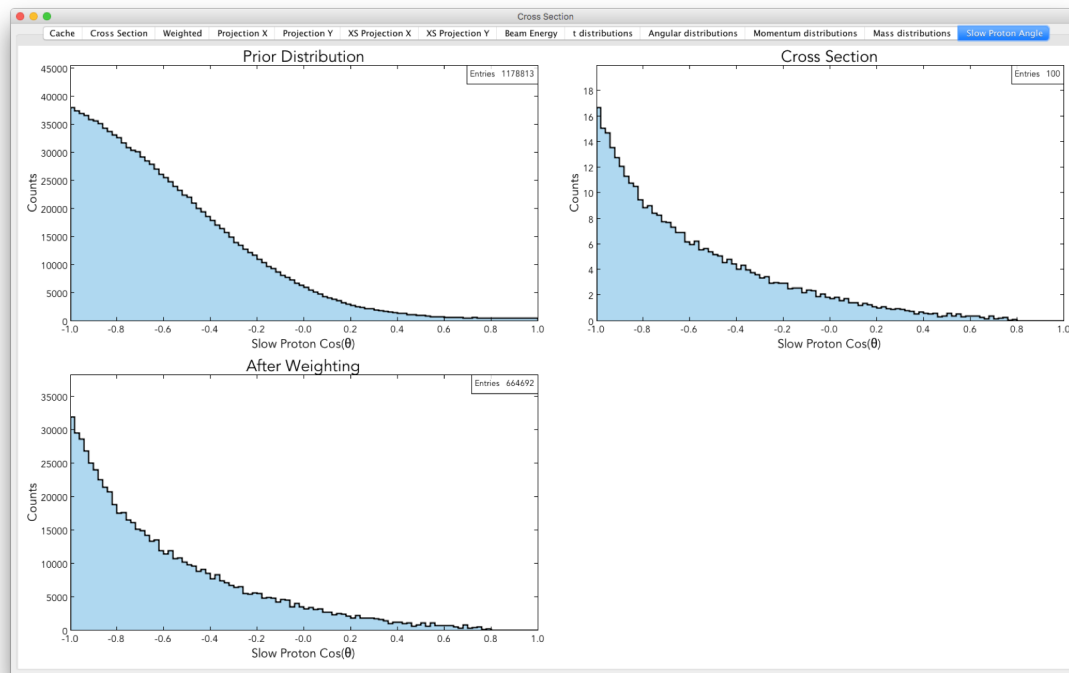 Cross Section
Cache Cross Section Weighted Projection X Projection Y XS Projection X XS Projection Y Beam Energy t distributions Angular distributions Momentum distributions Mass distributions Slow Proton Angle
Prior Distribution
Entries 1178813
45000
40000
35000
30000
25000
20000
15000
10000
5000
0
Counts
-1.0 -0.8 -0.6 -0.4 -0.2 -0.0 0.2 0.4 0.6 0.8 1.0
Slow Proton Cos(θ)
Cross Section
Entries 100
18
16
14
12
10
8
6
4
2
0
Counts
-1.0 -0.8 -0.6 -0.4 -0.2 -0.0 0.2 0.4 0.6 0.8 1.0
Slow Proton Cos(θ)
After Weighting
Entries 664692
35000
30000
25000
20000
15000
10000
5000
0
Counts
-1.0 -0.8 -0.6 -0.4 -0.2 -0.0 0.2 0.4 0.6 0.8 1.0
Slow Proton Cos(θ)